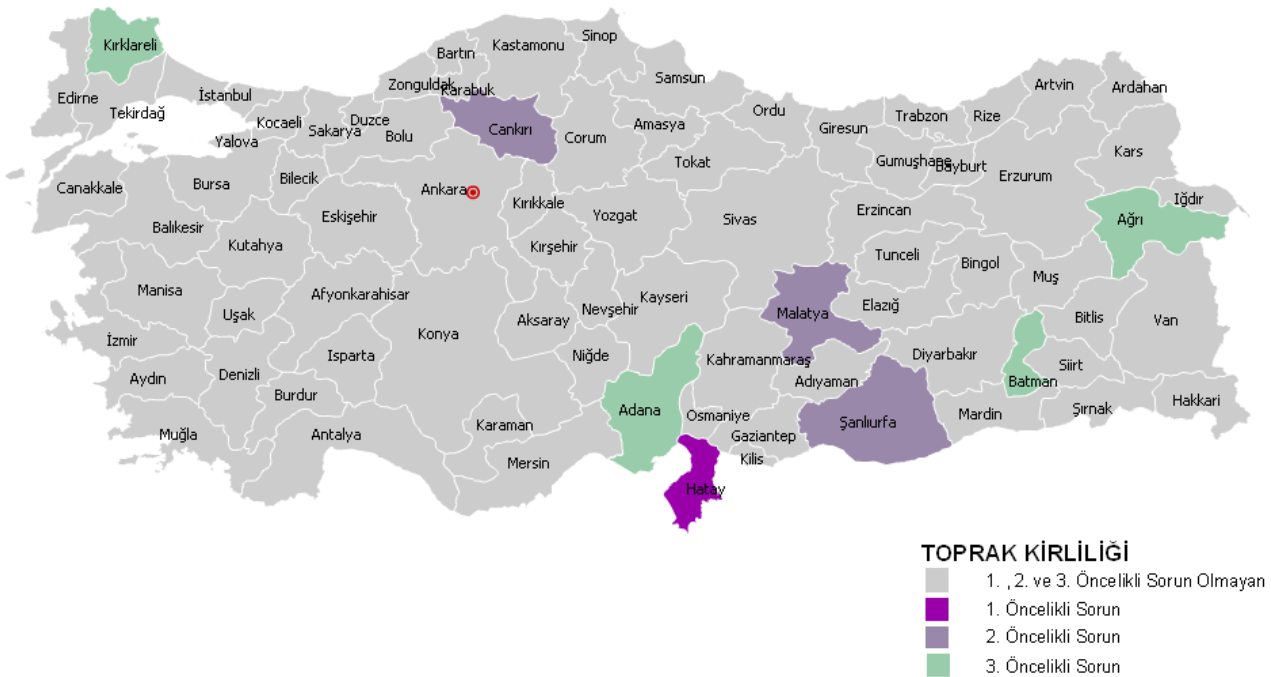 Kırklareli
Edirne
Tekirdağ
İstanbul
Kocaeli
Yalova
Sakarya
Duzce
Bolu
Zonguldak
Bartın
Karabuk
Kastamonu
Sinop
Cankırı
Corum
Samsun
Amasya
Tokat
Ordu
Giresun
Trabzon
Gumuşhane
Bayburt
Rize
Artvin
Ardahan
Kars
Erzurum
Iğdır
Ağrı
Canakkale
Bursa
Bilecik
Balıkesir
Kutahya
Eskişehir
Ankara
Kırıkkale
Kırşehir
Yozgat
Sivas
Erzincan
Tunceli
Bingol
Muş
Manisa
Uşak
Afyonkarahisar
Konya
Aksaray
Nevşehir
Kayseri
Malatya
Elazığ
Bitlis
Van
İzmir
Aydın
Denizli
Isparta
Burdur
Niğde
Kahramanmaraş
Adıyaman
Diyarbakır
Batman
Siirt
Şırnak
Hakkari
Muğla
Antalya
Karaman
Mersin
Adana
Osmaniye
Gaziantep
Kilis
Şanlıurfa
Mardin
Hatay
TOPRAK KİRLİLİĞİ
1. , 2. ve 3. Öncelikli Sorun Olmayan
1. Öncelikli Sorun
2. Öncelikli Sorun
3. Öncelikli Sorun